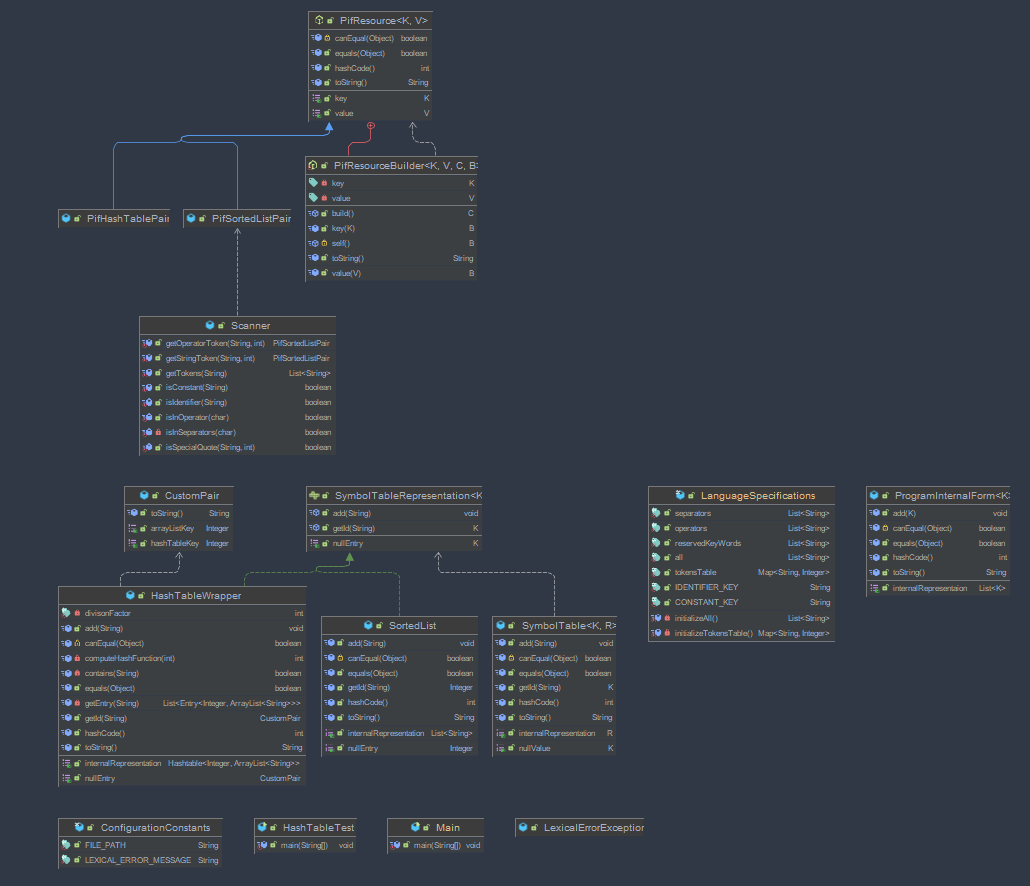 PifResource<K, V>
canEqual(Object) boolean
equals(Object) boolean
hashCode() int
toString() String
key K
value V
PifResourceBuilder<K, V, C, B>
key K
value V
build() C
key(K) B
self() B
toString() String
value(V) B
PifHashTablePair
PifSortedListPair
Scanner
getOperatorToken(String, int) PifSortedListPair
getStringToken(String, int) PifSortedListPair
getTokens(String) List<String>
isConstant(String) boolean
isIdentifier(String) boolean
isInOperator(char) boolean
isInSeparators(char) boolean
isSpecialQuote(String, int) boolean
CustomPair
toString() String
arrayListKey Integer
hashTableKey Integer
SymbolTableRepresentation<K
add(String) void
getId(String) K
nullEntry K
LanguageSpecifications
separators List<String>
operators List<String>
reservedKeyWords List<String>
all List<String>
tokensTable Map<String, Integer>
IDENTIFIER_KEY String
CONSTANT_KEY String
initializeAll() List<String>
initializeTokensTable() Map<String, Integer>
ProgramInternalForm<K>
add(K) void
canEqual(Object) boolean
equals(Object) boolean
hashCode() int
toString() String
internalRepresentaion List<K>
HashTableWrapper
divisonFactor int
add(String) void
canEqual(Object) boolean
computeHashFunction(int) int
contains(String) boolean
equals(Object) boolean
getEntry(String) List<Entry<Integer, ArrayList<String>>>
getId(String) CustomPair
hashCode() int
toString() String
internalRepresentation Hashtable<Integer, ArrayList<String>>
nullEntry CustomPair
SortedList
add(String) void
canEqual(Object) boolean
equals(Object) boolean
getId(String) Integer
hashCode() int
toString() String
internalRepresentation List<String>
nullEntry Integer
SymbolTable<K, R>
add(String) void
canEqual(Object) boolean
equals(Object) boolean
getId(String) K
hashCode() int
toString() String
internalRepresentation R
nullValue K
ConfigurationConstants
FILE_PATH String
LEXICAL_ERROR_MESSAGE String
HashTableTest
main(String[]) void
Main
main(String[]) void
LexicalErrorException